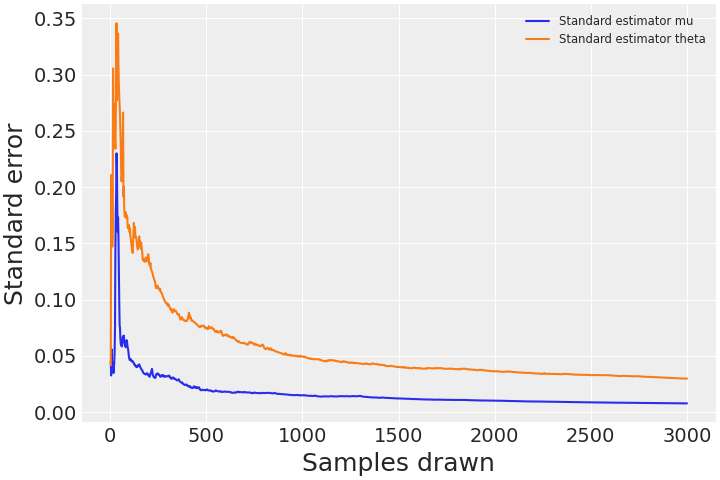 Standard estimator mu
Standard estimator theta
0.35
0.30
0.25
0.20
0.15
0.10
0.05
0.00
Standard error
0 500 1000 1500 2000 2500 3000
Samples drawn